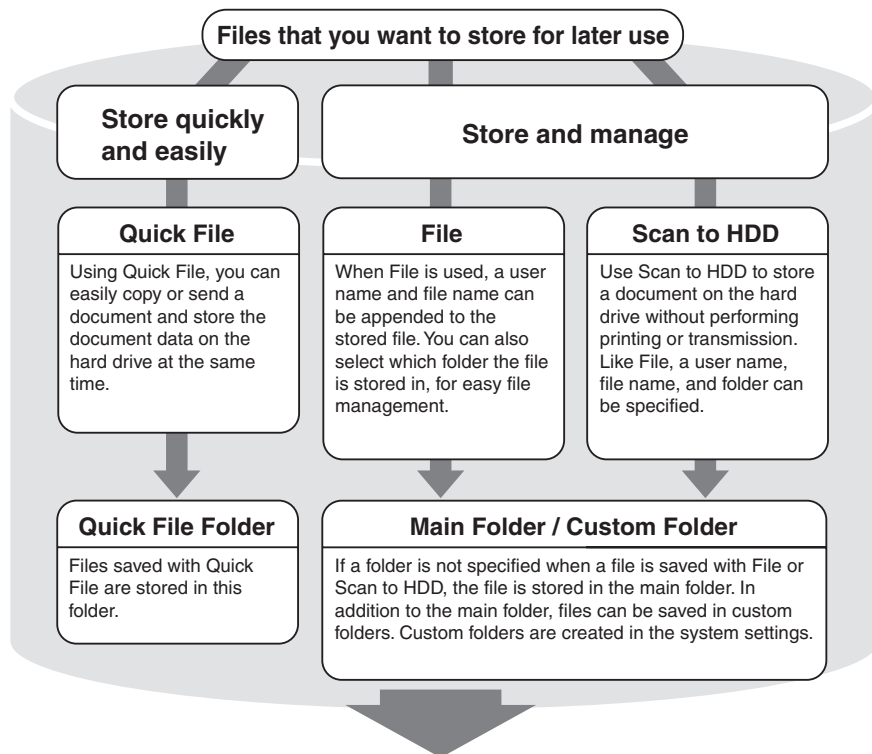 Files that you want to store for later use
Store quickly
and easily
Store and manage
Quick File
Using Quick File, you can
easily copy or send a
document and store the
document data on the
hard drive at the same
time.
File
When File is used, a user
name and file name can
be appended to the
stored file. You can also
select which folder the file
is stored in, for easy file
management.
Scan to HDD
Use Scan to HDD to store
a document on the hard
drive without performing
printing or transmission.
Like File, a user name,
file name, and folder can
be specified.
Quick File Folder
Files saved with Quick
File are stored in this
folder.
Main Folder / Custom Folder
If a folder is not specified when a file is saved with File or
Scan to HDD, the file is stored in the main folder. In
addition to the main folder, files can be saved in custom
folders. Custom folders are created in the system settings.